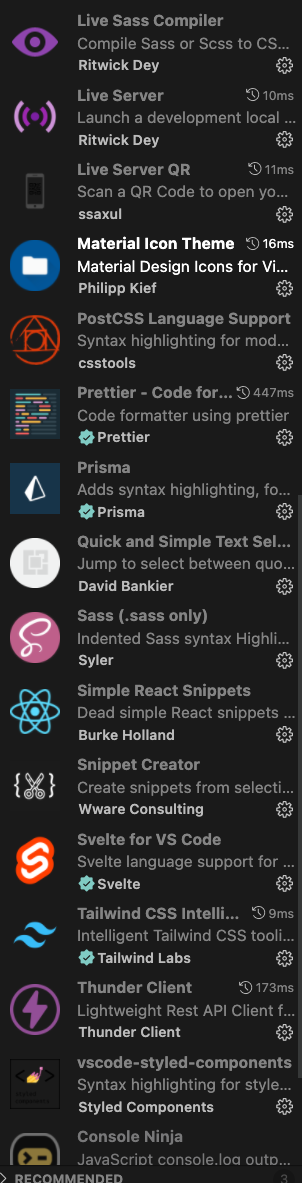 Live Sass Compiler
Compile Sass or Scss to CS...
Ritwick Dey
Live Server 10ms
Launch a development local ...
Ritwick Dey
Live Server QR 11ms
Scan a QR Code to open yo...
ssaxul
Material Icon Theme 16ms
Material Design Icons for Vi...
Philipp Kief
PostCSS Language Support
Syntax highlighting for mod...
csstools
Prettier - Code for... 447ms
Code formatter using prettier
Prettier
Prisma
Adds syntax highlighting, fo...
Prisma
Quick and Simple Text Sel...
Jump to select between quo...
David Bankier
Sass (.sass only)
Indented Sass syntax Highli...
Syler
Simple React Snippets
Dead simple React snippets ...
Burke Holland
Snippet Creator
Create snippets from selecti...
Wware Consulting
Svelte for VS Code
Svelte language support for ...
Svelte
Tailwind CSS Intelli... 9ms
Intelligent Tailwind CSS tooli...
Tailwind Labs
Thunder Client 173ms
Lightweight Rest API Client f...
Thunder Client
vscode-styled-components
Syntax highlighting for style...
Styled Components
Console Ninja
JavaScript console.log outp...
RECOMMENDED 3